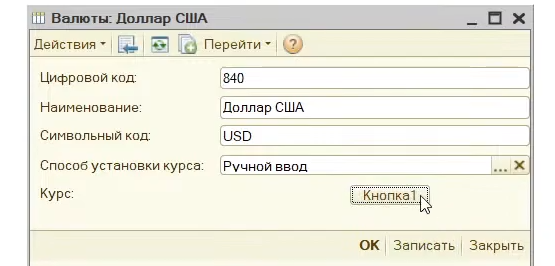 Валюты: Доллар США
Действия Перейти ?
Цифровой код: 840
Наименование: Доллар США
Символьный код: USD
Способ установки курса: Ручной ввод ...
Курс: Кнопка1
OK Записать Закрыть